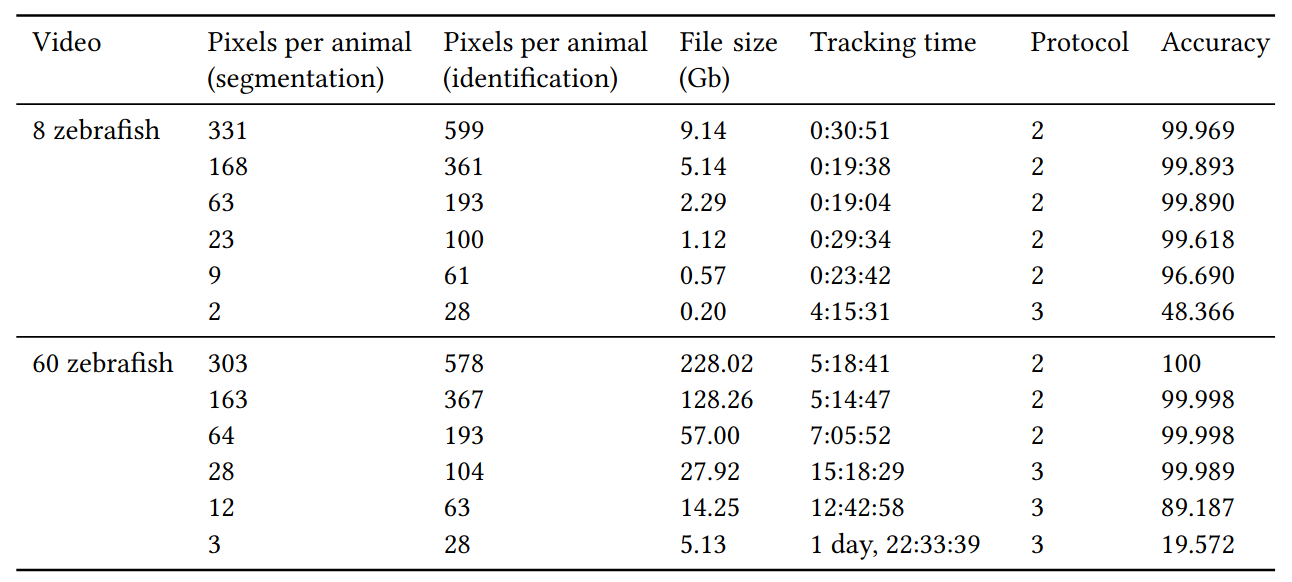 Video Pixels per animal Pixels per animal File size Tracking time Protocol Accuracy
(segmentation) (identification) (Gb)
8 zebrafish 331 599 9.14 0:30:51 2 99.969
168 361 5.14 0:19:38 2 99.893
63 193 2.29 0:19:04 2 99.890
23 100 1.12 0:29:34 2 99.618
9 61 0.57 0:23:42 2 96.690
2 28 0.20 4:15:31 3 48.366
60 zebrafish 303 578 228.02 5:18:41 2 100
163 367 128.26 5:14:47 2 99.998
64 193 57.00 7:05:52 2 99.998
28 104 27.92 15:18:29 3 99.989
12 63 14.25 12:42:58 3 89.187
3 28 5.13 1 day, 22:33:39 3 19.572